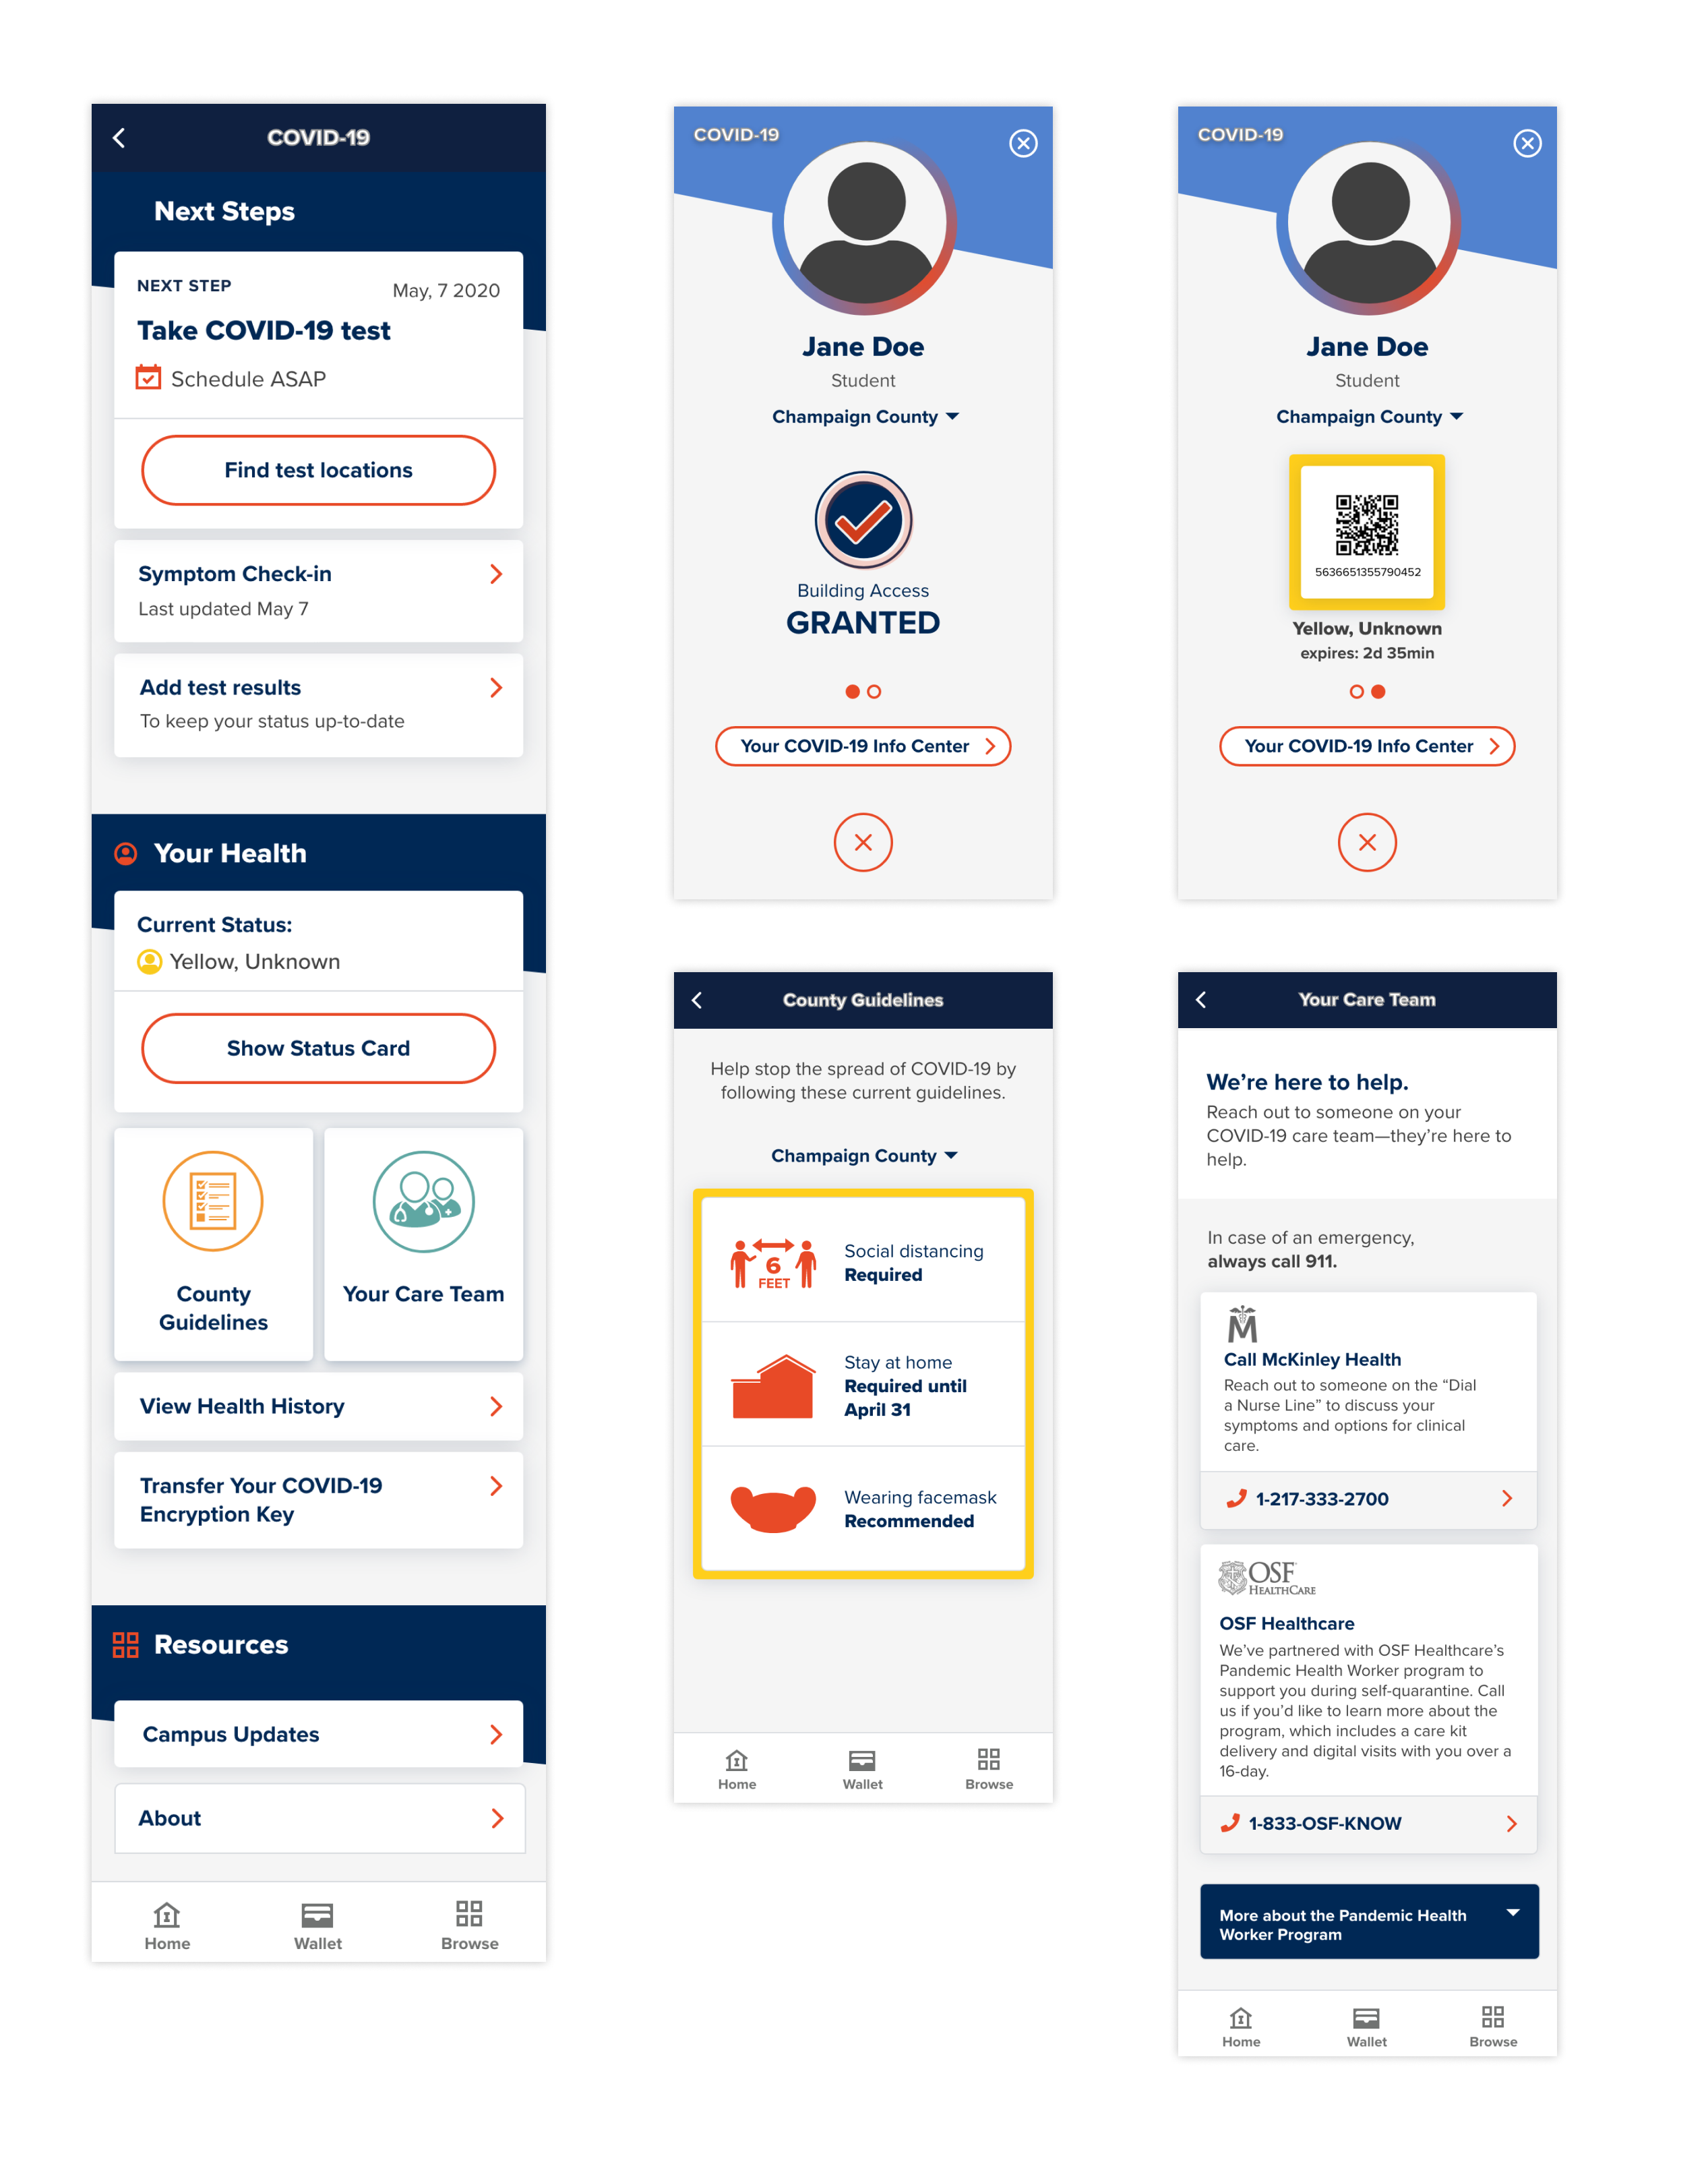 COVID-19
Next Steps
NEXT STEP
May, 7 2020
Take COVID-19 test
Schedule ASAP
Find test locations
Symptom Check-in
Last updated May 7
Add test results
To keep your status up-to-date
Your Health
Current Status:
Yellow, Unknown
Show Status Card
County
Guidelines
Your Care Team
View Health History
Transfer Your COVID-19
Encryption Key
Resources
Campus Updates
About
Home
Wallet
Browse
COVID-19
Jane Doe
Student
Champaign County
Building Access
GRANTED
Your COVID-19 Info Center
COVID-19
Jane Doe
Student
Champaign County
5636651355790452
Yellow, Unknown
expires: 2d 35min
Your COVID-19 Info Center
County Guidelines
Help stop the spread of COVID-19 by
following these current guidelines.
Champaign County
6
FEET
Social distancing
Required
Stay at home
Required until
April 31
Wearing facemask
Recommended
Home
Wallet
Browse
Your Care Team
We're here to help.
Reach out to someone on your
COVID-19 care team—they're here to
help.
In case of an emergency,
always call 911.
M
Call McKinley Health
Reach out to someone on the “Dial
a Nurse Line” to discuss your
symptoms and options for clinical
care.
1-217-333-2700
OSF
HEALTHCARE
OSF Healthcare
We've partnered with OSF Healthcare's
Pandemic Health Worker program to
support you during self-quarantine. Call
us if you'd like to learn more about the
program, which includes a care kit
delivery and digital visits with you over a
16-day.
1-833-OSF-KNOW
More about the Pandemic Health
Worker Program
Home
Wallet
Browse